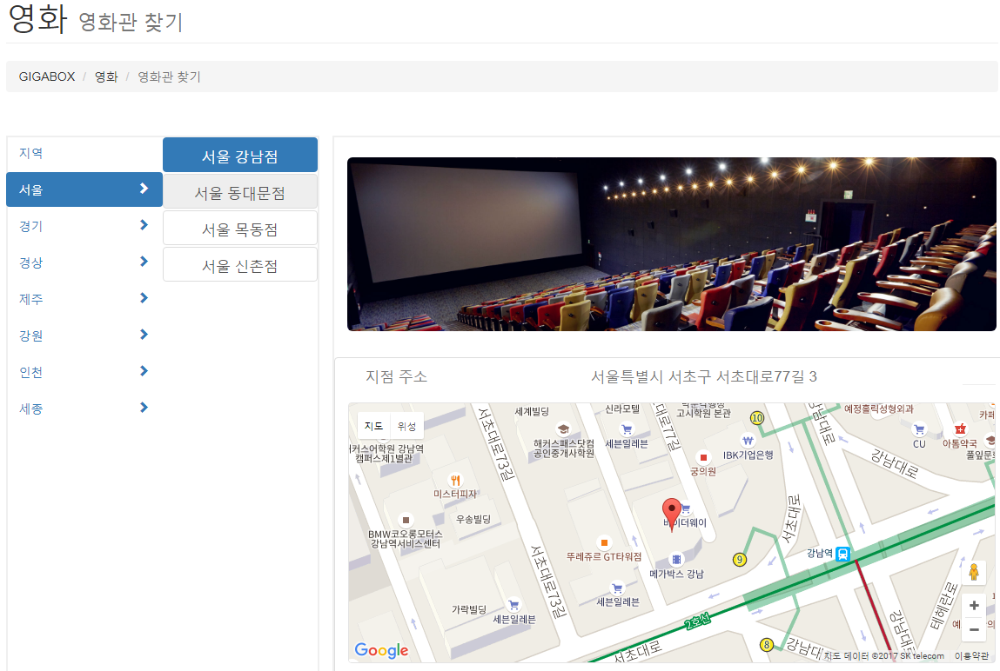 영화 영화관 찾기
GIGABOX / 영화 / 영화관 찾기
지역
서울
경기
경상
제주
강원
인천
세종
서울 강남점
서울 동대문점
서울 목동점
서울 신촌점
지점 주소 서울특별시 서초구 서초대로77길 3
지도 위성
세계빌딩
신라모텔
고시학원 본관
예정홀릭성형외과
카페
서초대로73길
서초대로77길
해커스패스닷컴
공인중개사학원
세븐일레븐
10
IBK기업은행
CU
아톰약국
풀잎문화
강남대로
커스어학원 강남역
캠퍼스제1별관
궁의원
미스터피자
우송빌딩
바이더웨이
서초대로
BMW코오롱모터스
강남역서비스센터
서초대로73길
뚜레쥬르 GT타워점
메가박스 강남
9
강남역
세븐일레븐
가락빌딩
세븐일레븐
2호선
서초대로
8
강남대로
테헤란로
Google
지도 데이터 ©2017 SK telecom 이용약관